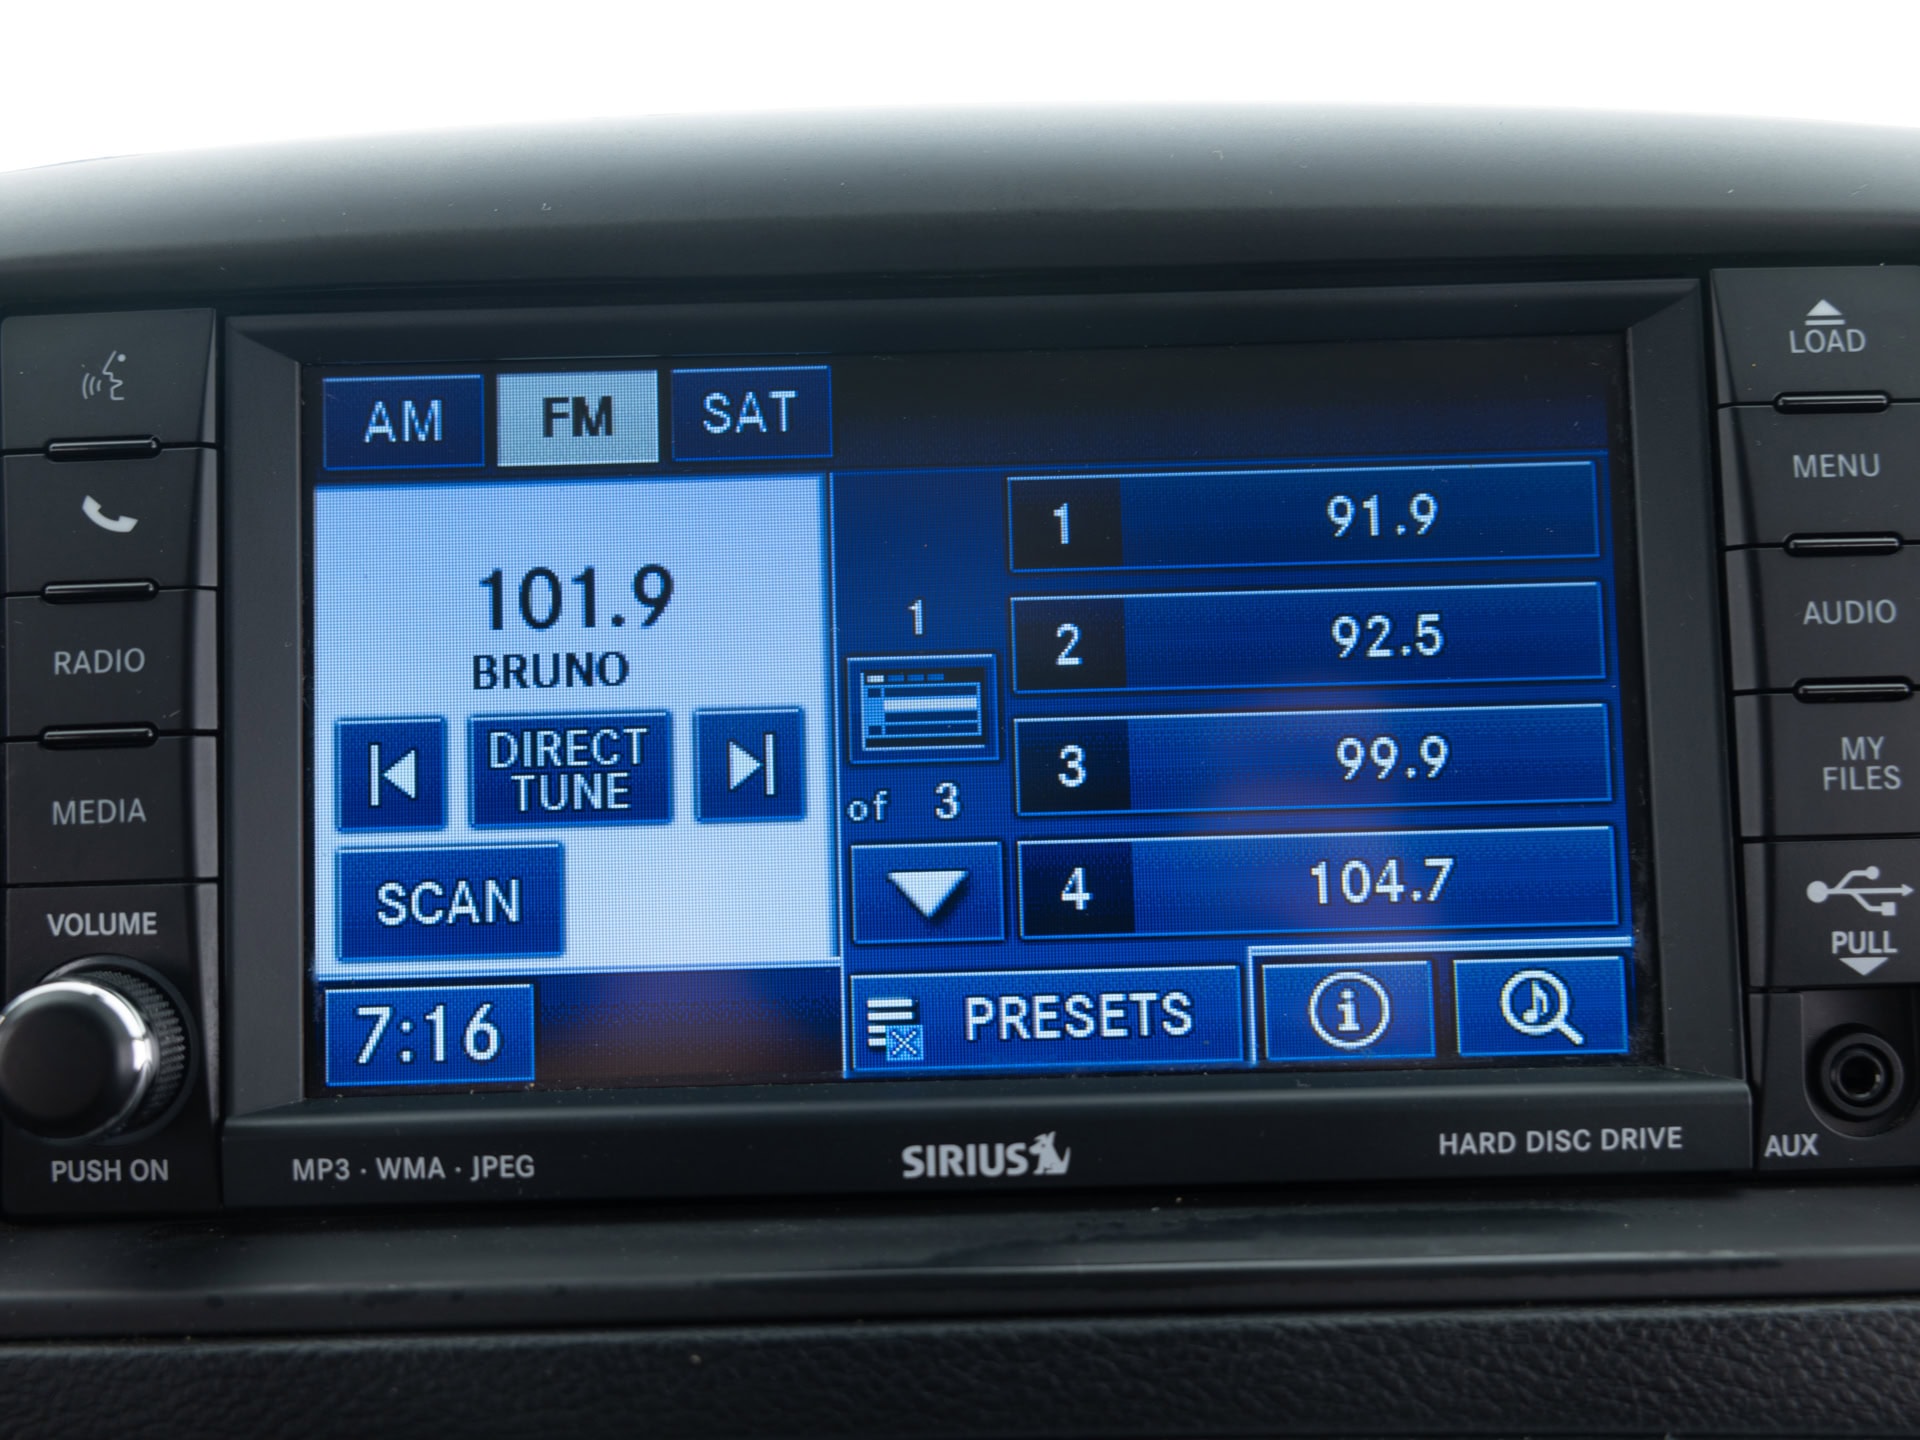 LOAD
MENU
AUDIO
MY
FILES
PULL
AUX
RADIO
MEDIA
VOLUME
PUSH ON
AM FM SAT
101.9
BRUNO
DIRECT
TUNE
SCAN
7:16
1
of 3
1 91.9
2 92.5
3 99.9
4 104.7
PRESETS
MP3 · WMA · JPEG
SIRIUS
HARD DISC DRIVE